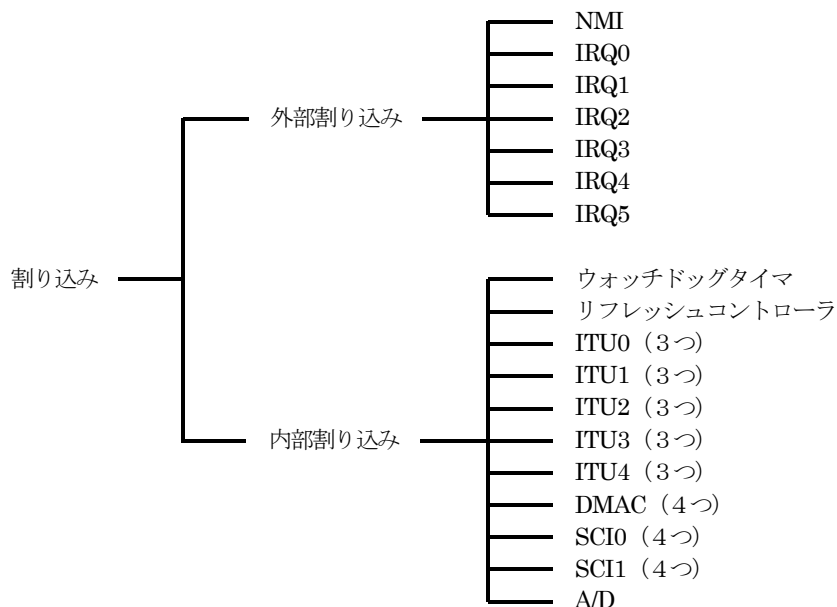 NMI
IRQ0
IRQ1
外部割り込み
IRQ2
IRQ3
IRQ4
IRQ5
割り込み
ウォッチドッグタイマ
リフレッシュコントローラ
ITU0（３つ）
ITU1（３つ）
ITU2（３つ）
内部割り込み
ITU3（３つ）
ITU4（３つ）
DMAC（４つ）
SCI0（４つ）
SCI1（４つ）
A/D